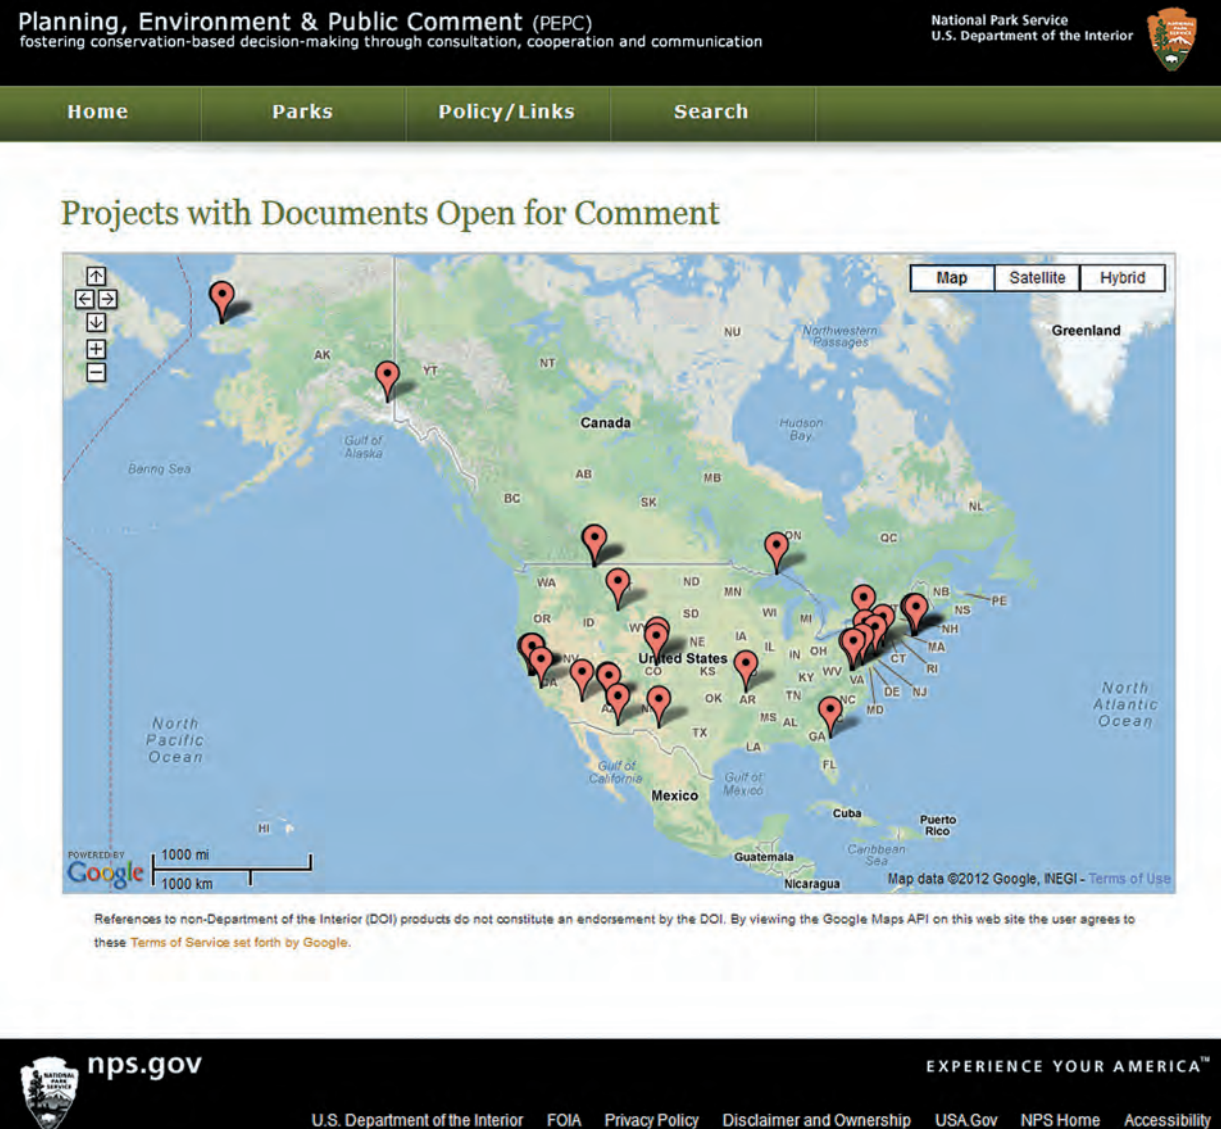 Planning, Environment & Public Comment (PEPC)
fostering conservation-based decision-making through consultation, cooperation and communication
National Park Service
U.S. Department of the Interior
NATIONAL
PARK
SERVICE
Home Parks Policy/Links Search
Projects with Documents Open for Comment
Map Satellite Hybrid
Greenland
NU
Northwestern
Passages
AK
YT
NT
Canada
Hudson
Bay
Gulf of
Alaska
Bering Sea
AB
MB
BC
SK
NL
ON
QC
WA
ND
MN
NB
PE
NS
OR
ID
SD
WI
MI
NH
WY
NE
IA
IL
IN
OH
MA
NV
United States
CT
RI
CO
KS
KY
WV
VA
DE
NJ
CA
OK
AR
TN
NC
MD
MS
AL
TX
GA
LA
FL
North
Atlantic
Ocean
North
Pacific
Ocean
Gulf of
California
Gulf of
Mexico
Mexico
Cuba
Puerto
Rico
HI
Caribbean
Sea
Guatemala
Nicaragua
POWERED BY
Google
1000 mi
1000 km
Map data ©2012 Google, INEGI - Terms of Use
References to non-Department of the Interior (DOI) products do not constitute an endorsement by the DOI. By viewing the Google Maps API on this web site the user agrees to
these Terms of Service set forth by Google.
NATIONAL
PARK
SERVICE
nps.gov
EXPERIENCE YOUR AMERICA™
U.S. Department of the Interior FOIA Privacy Policy Disclaimer and Ownership USA.Gov NPS Home Accessibility